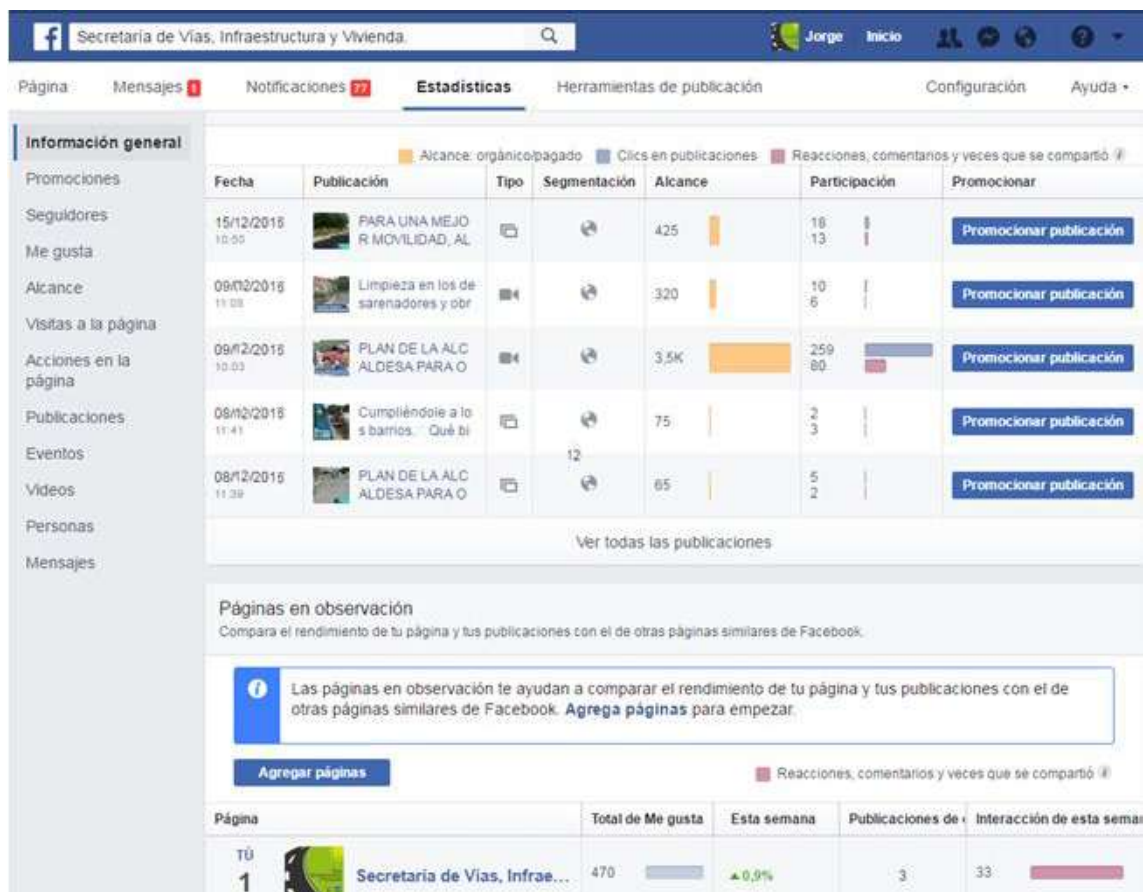 Secretaría de Vías, Infraestructura y Vivienda.
Jorge Inicio
Página Mensajes 1 Notificaciones 77 Estadísticas Herramientas de publicación Configuración Ayuda
Información general
Promociones
Seguidores
Me gusta
Alcance
Visitas a la página
Acciones en la
página
Publicaciones
Eventos
Videos
Personas
Mensajes
Alcance: orgánico/pagado Clics en publicaciones Reacciones, comentarios y veces que se compartió
Fecha Publicación Tipo Segmentación Alcance Participación Promocionar
15/12/2016 PARA UNA MEJO 425 Promocionar publicación
10:50 R MOVILIDAD, AL 13
09/12/2016 Limpieza en los de 320 10 Promocionar publicación
sarenadores y obr 6
09/12/2016 PLAN DE LA ALC 3,5K 259 Promocionar publicación
10:03 ALDESA PARA O 80
08/12/2016 Cumpliéndole a lo 75 2 Promocionar publicación
11:41 s barrios. Qué bi 3
12
08/12/2016 PLAN DE LA ALC 65 5 Promocionar publicación
11:39 ALDESA PARA O 2
Ver todas las publicaciones
Páginas en observación
Compara el rendimiento de tu página y tus publicaciones con el de otras páginas similares de Facebook.
Las páginas en observación te ayudan a comparar el rendimiento de tu página y tus publicaciones con el de
otras páginas similares de Facebook. Agrega páginas para empezar.
Agregar páginas Reacciones, comentarios y veces que se compartió
Página Total de Me gusta Esta semana Publicaciones de Interacción de esta sema
TÚ
1 Secretaría de Vías, Infrae... 470 0,9% 3 33